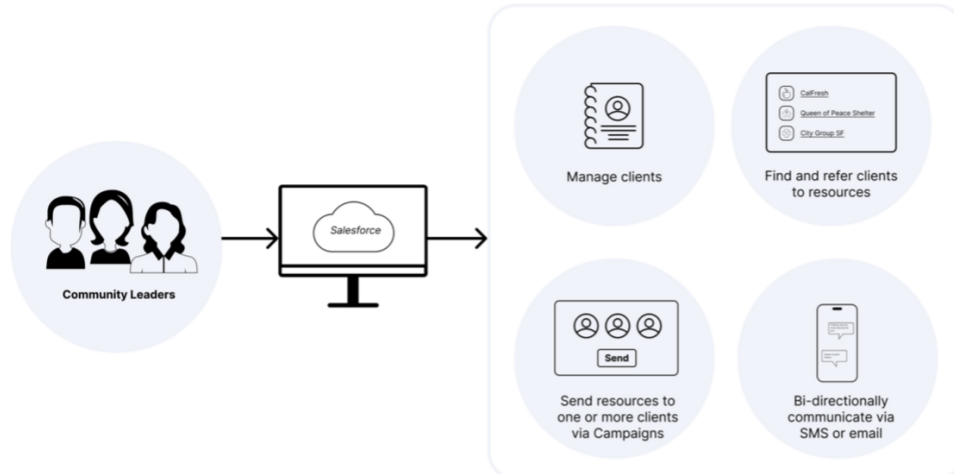 Community Leaders
Salesforce
Manage clients
CalFresh
Queen of Peace Shelter
City Group SF
Find and refer clients
to resources
Send
Send resources to
one or more clients
via Campaigns
Bi-directionally
communicate via
SMS or email